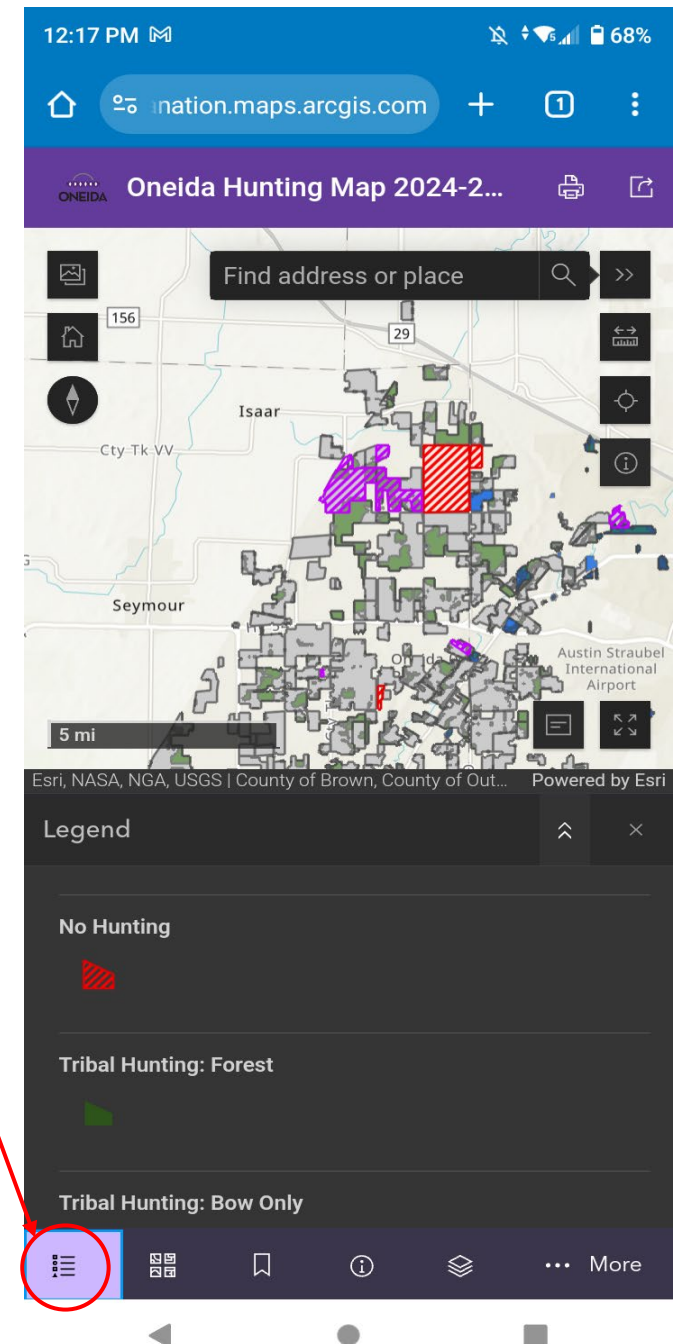 12:17 PM
5
68%
nation.maps.arcgis.com
1
ONEIDA
Oneida Hunting Map 2024-2...
Find address or place
156
29
Isaar
Cty Tk VV
Seymour
Austin Straubel
International
Airport
5 mi
Esri, NASA, NGA, USGS | County of Brown, County of Out...
Powered by Esri
Legend
No Hunting
Tribal Hunting: Forest
Tribal Hunting: Bow Only
More